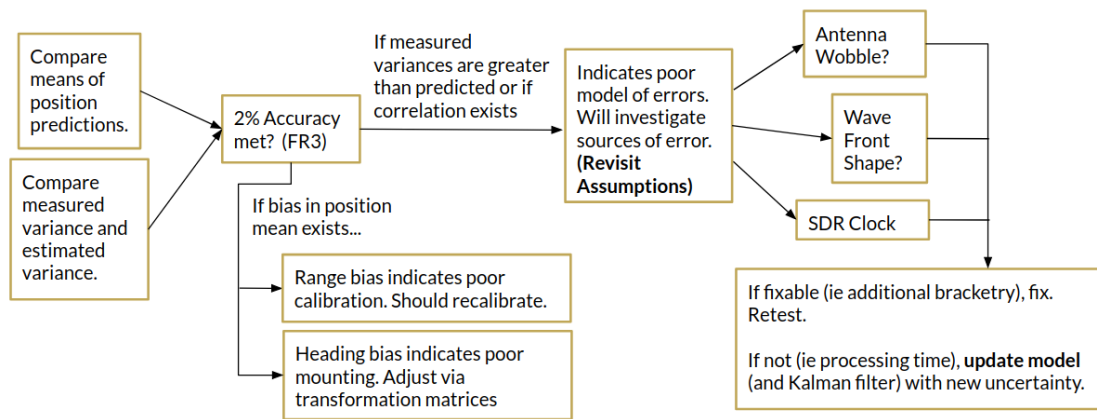 Compare
means of
position
predictions.
Compare
measured
variance and
estimated
variance.
2% Accuracy
met? (FR3)
If measured
variances are greater
than predicted or if
correlation exists
If bias in position
mean exists...
Range bias indicates poor
calibration. Should recalibrate.
Heading bias indicates poor
mounting. Adjust via
transformation matrices
Indicates poor
model of errors.
Will investigate
sources of error.
(Revisit
Assumptions)
Antenna
Wobble?
Wave
Front
Shape?
SDR Clock
If fixable (ie additional bracketry), fix.
Retest.
If not (ie processing time), update model
(and Kalman filter) with new uncertainty.